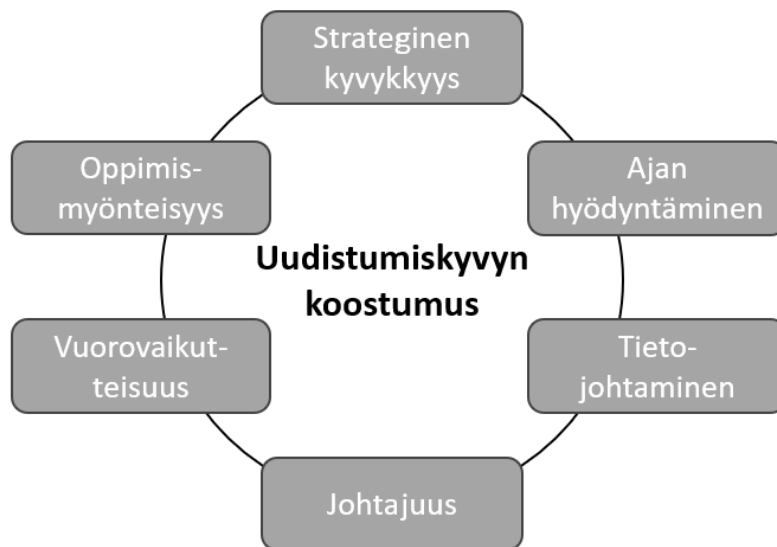 Strateginen
kyvykkyys
Oppimis-
myönteisyys
Ajan
hyödyntäminen
Uudistumiskyvyn
koostumus
Vuorovaikut-
teisuus
Tieto-
johtaminen
Johtajuus